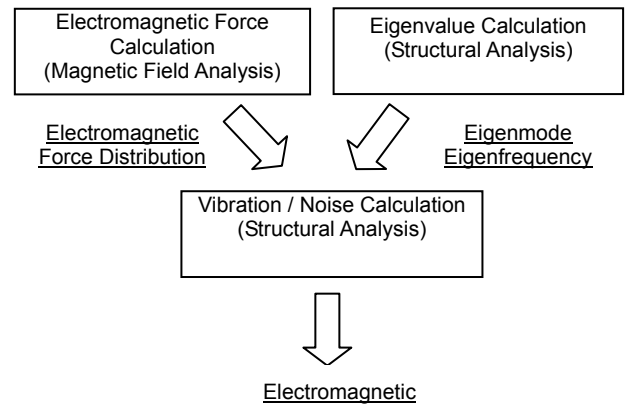 Electromagnetic Force
Calculation
(Magnetic Field Analysis)
Eigenvalue Calculation
(Structural Analysis)
Electromagnetic
Force Distribution
Eigenmode
Eigenfrequency
Vibration / Noise Calculation
(Structural Analysis)
Electromagnetic